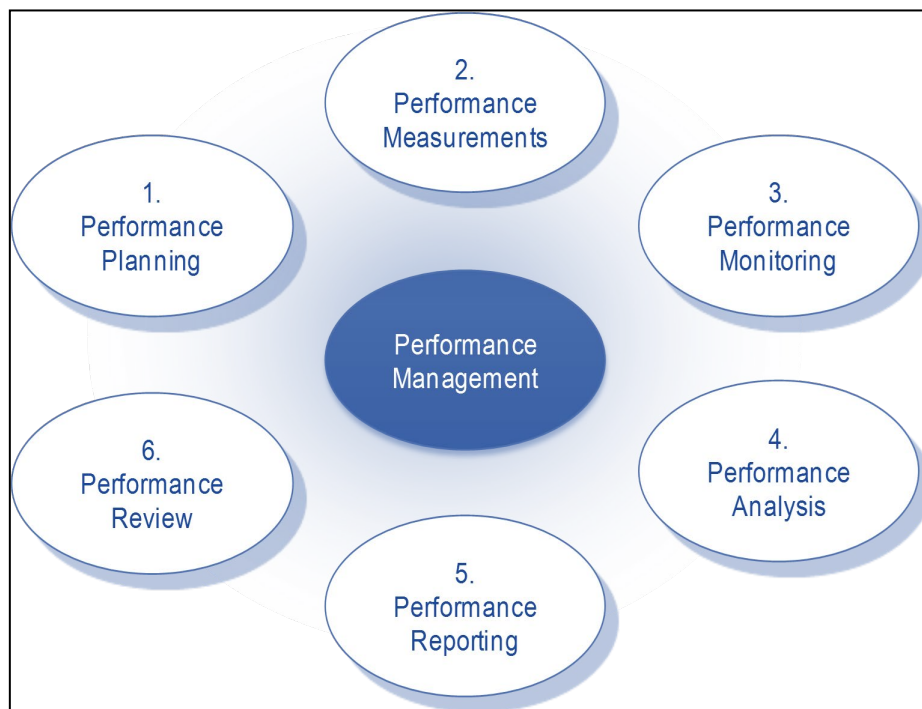 1.
Performance
Planning
2.
Performance
Measurements
3.
Performance
Monitoring
4.
Performance
Analysis
5.
Performance
Reporting
6.
Performance
Review
Performance
Management